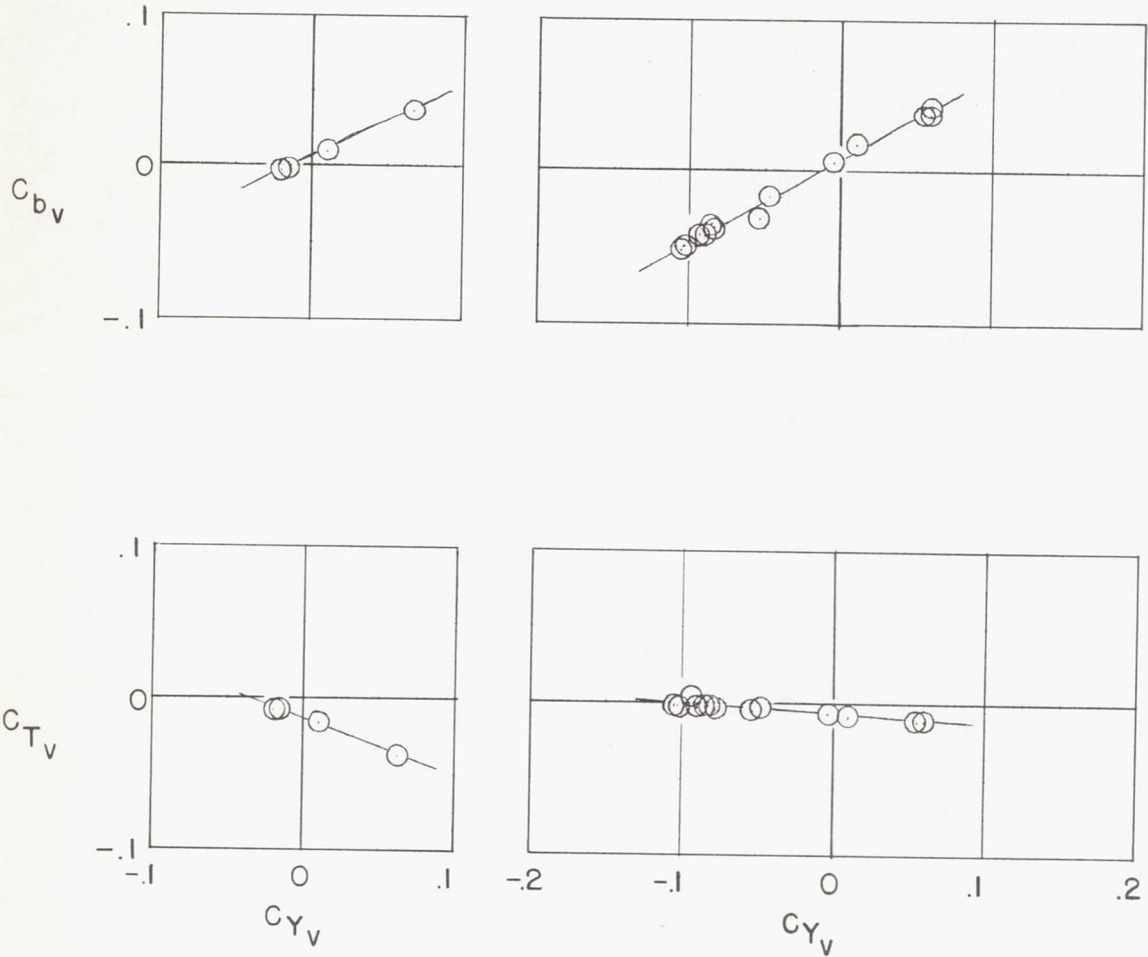 .1
0
-.1
C_{b_V}
.1
0
-.1
C_{T_V}
-.1 0 .1
C_{Y_V}
-.2 -.1 0 .1 .2
C_{Y_V}